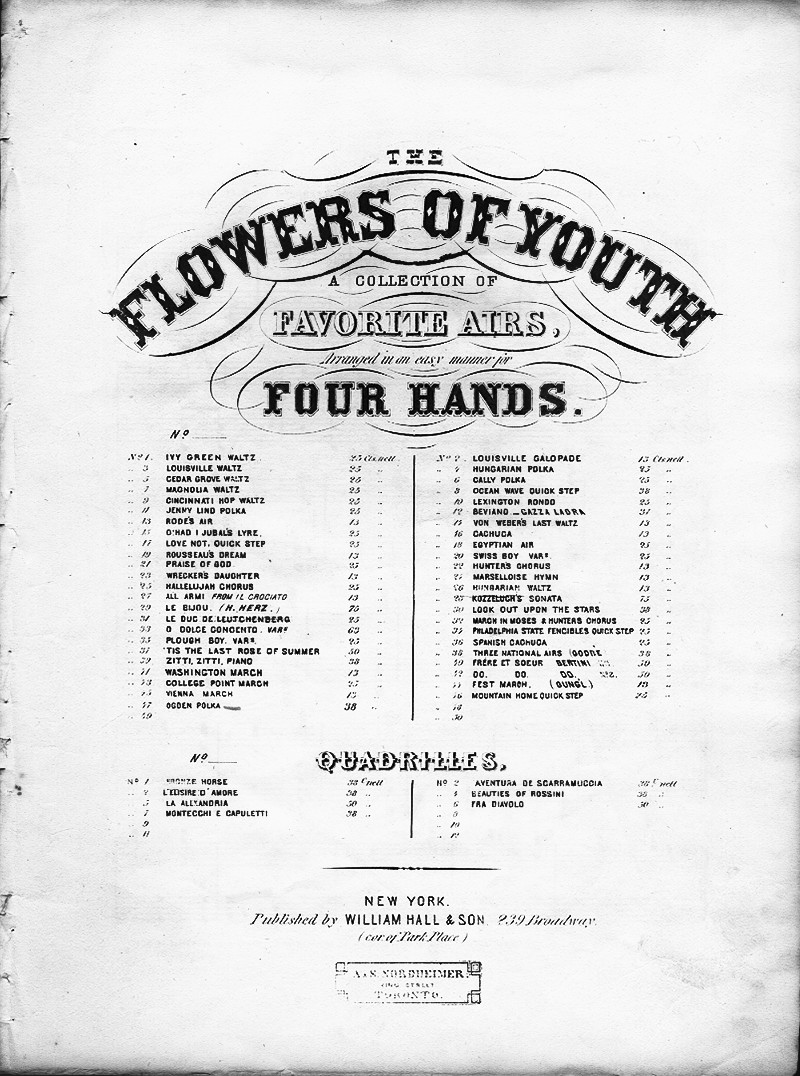 THE
FLOWERS OF YOUTH
A COLLECTION OF
FAVORITE AIRS,
Arranged in an easy manner for
FOUR HANDS.
Nº
Nº 1. IVY GREEN WALTZ. 25 Cts nett.
„ 3 LOUISVILLE WALTZ 25 „
„ 5 CEDAR GROVE WALTZ 25 „
„ 7 MAGNOLIA WALTZ 25 „
„ 9 CINCINNATI HOP WALTZ 25 „
„ 11 JENNY LIND POLKA 25 „
„ 13 RODE'S AIR 13 „
„ 15 O'HAD I JUBAL'S LYRE, 25 „
„ 17 LOVE NOT. QUICK STEP 25 „
„ 19 ROUSSEAU'S DREAM 13 „
„ 21 PRAISE OF GOD. 25 „
„ 23 WRECKER'S DAUGHTER 13 „
„ 25 HALLELUJAH CHORUS 25 „
„ 27 ALL ARMI FROM IL CROCIATO 13 „
„ 29 LE BIJOU. (H. HERZ.) 75 „
„ 31 LE DUC DE LEUTCHENBERG 25 „
„ 33 O DOLCE CONCENTO. VARS 63 „
„ 35 PLOUGH BOY. VARS. 25 „
„ 37 'TIS THE LAST ROSE OF SUMMER 50 „
„ 39 ZITTI, ZITTI, PIANO 38 „
„ 41 WASHINGTON MARCH 13 „
„ 43 COLLEGE POINT MARCH 25 „
„ 45 VIENNA MARCH 13 „
„ 47 OGDEN POLKA 38 „
„ 49
Nº 2. LOUISVILLE GALOPADE 13 Cts nett.
„ 4 HUNGARIAN POLKA 25 „
„ 6 CALLY POLKA 25 „
„ 8 OCEAN WAVE QUICK STEP 38 „
„ 10 LEXINGTON RONDO 25 „
„ 12 BEVIANO._GAZZA LADRA „
„ 14 VON WEBER'S LAST WALTZ 13 „
„ 16 CACHUCA 13 „
„ 18 EGYPTIAN AIR 25 „
„ 20 SWISS BOY VARS. 25 „
„ 22 HUNTER'S CHORUS 13 „
„ 24 MARSELLOISE HYMN 13 „
„ 26 HUNGARIAN WALTZ 13 „
„ 28 KOZZELUCH'S SONATA 75 „
„ 30 LOOK OUT UPON THE STARS 38 „
„ 32 MARCH IN MOSES & HUNTERS CHORUS 25 „
„ 34 PHILADELPHIA STATE FENCIBLES QUICK STEP 25 „
„ 36 SPANISH CACHUCA 13 „
„ 38 THREE NATIONAL AIRS 38 „
„ 40 FRÉRE ET SOEUR BERTINI 50 „
„ 42 DO. DO. DO. 50 „
„ 44 FEST MARCH. (GUNGL.) 13 „
„ 46 MOUNTAIN HOME QUICK STEP 25 „
„ 48
„ 50
Nº
QUADRILLES,
Nº 1 BRONZE HORSE 38 C nett
„ 3 L'ELISIRE D'AMORE 38 „
„ 5 LA ALEXANDRIA 50 „
„ 7 MONTECCHI E CAPULETTI 38 „
„ 9
„ 11
Nº 2 AVENTURA DE SCARRAMUCCIA 38 C nett
„ 4 BEAUTIES OF ROSSINI 38 „
„ 6 FRA DIAVOLO 50 „
„ 8
„ 10
„ 12
NEW YORK.
Published by WILLIAM HALL & SON. 239 Broadway.
(cor of Park Place)
A & S. NORDHEIMER.
KING STREET
TORONTO.